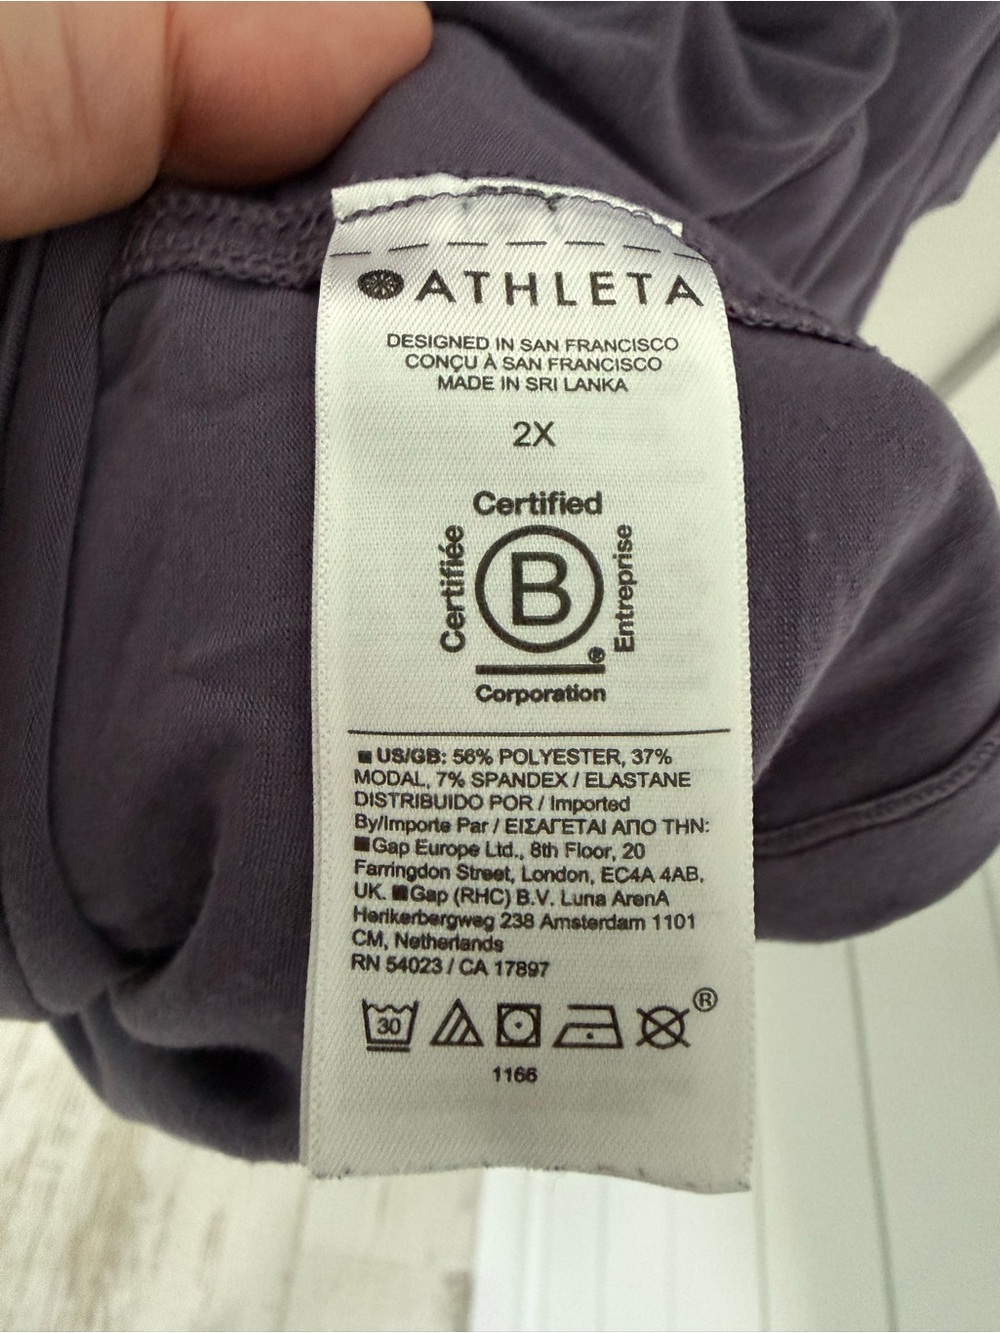 ATHLETA
DESIGNED IN SAN FRANCISCO
CONÇU À SAN FRANCISCO
MADE IN SRI LANKA
2X
Certified
Certifiée
B
Entreprise
®
Corporation
US/GB: 56% POLYESTER, 37%
MODAL, 7% SPANDEX / ELASTANE
DISTRIBUIDO POR / Imported
By/Importe Par / ΕΙΣΑΓΕΤΑΙ ΑΠΟ ΤΗΝ:
Gap Europe Ltd., 8th Floor, 20
Farringdon Street, London, EC4A 4AB,
UK. Gap (RHC) B.V. Luna ArenA
Herikerbergweg 238 Amsterdam 1101
CM, Netherlands
RN 54023 / CA 17897
30
®
1166